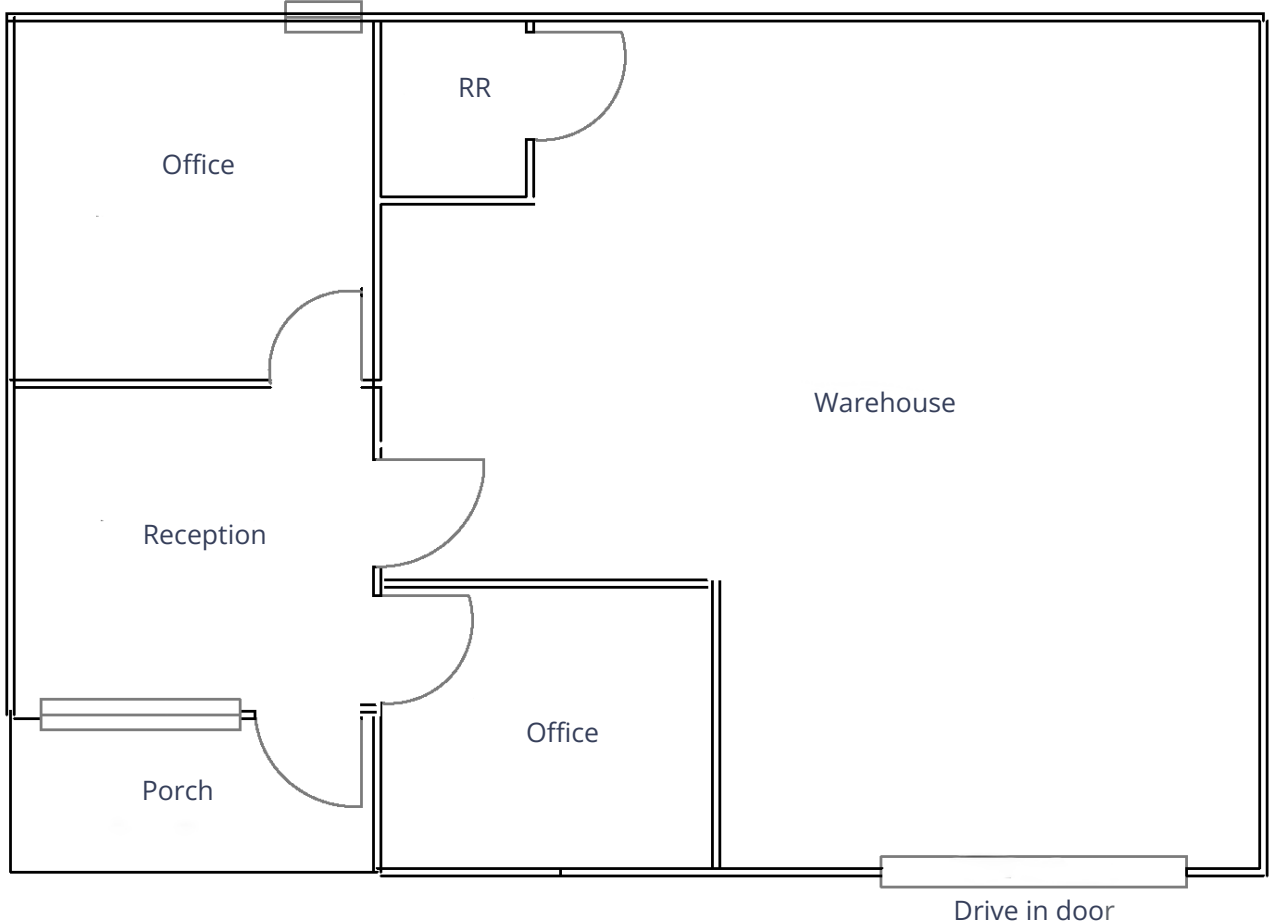 RR
Office
Warehouse
Reception
Office
Porch
Drive in door